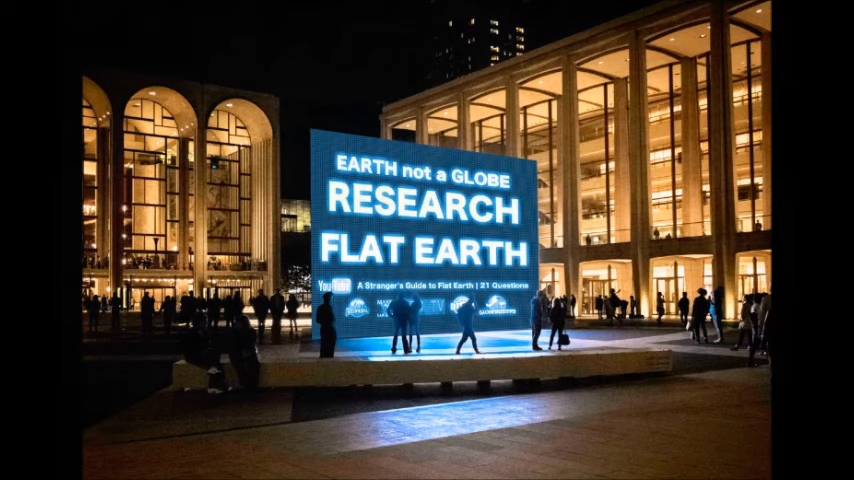 EARTH not a GLOBE
RESEARCH
FLAT EARTH
YouTube A Stranger's Guide to Flat Earth | 21 Questions